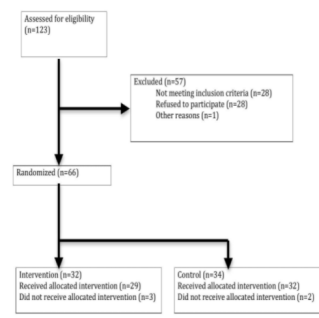 Assessed for eligibility
(n=123)
Excluded (n=57)
Not meeting inclusion criteria (n=28)
Refused to participate (n=28)
Other reasons (n=1)
Randomized (n=66)
Intervention (n=32)
Received allocated intervention (n=29)
Did not receive allocated intervention (n=3)
Control (n=34)
Received allocated intervention (n=32)
Did not receive allocated intervention (n=2)